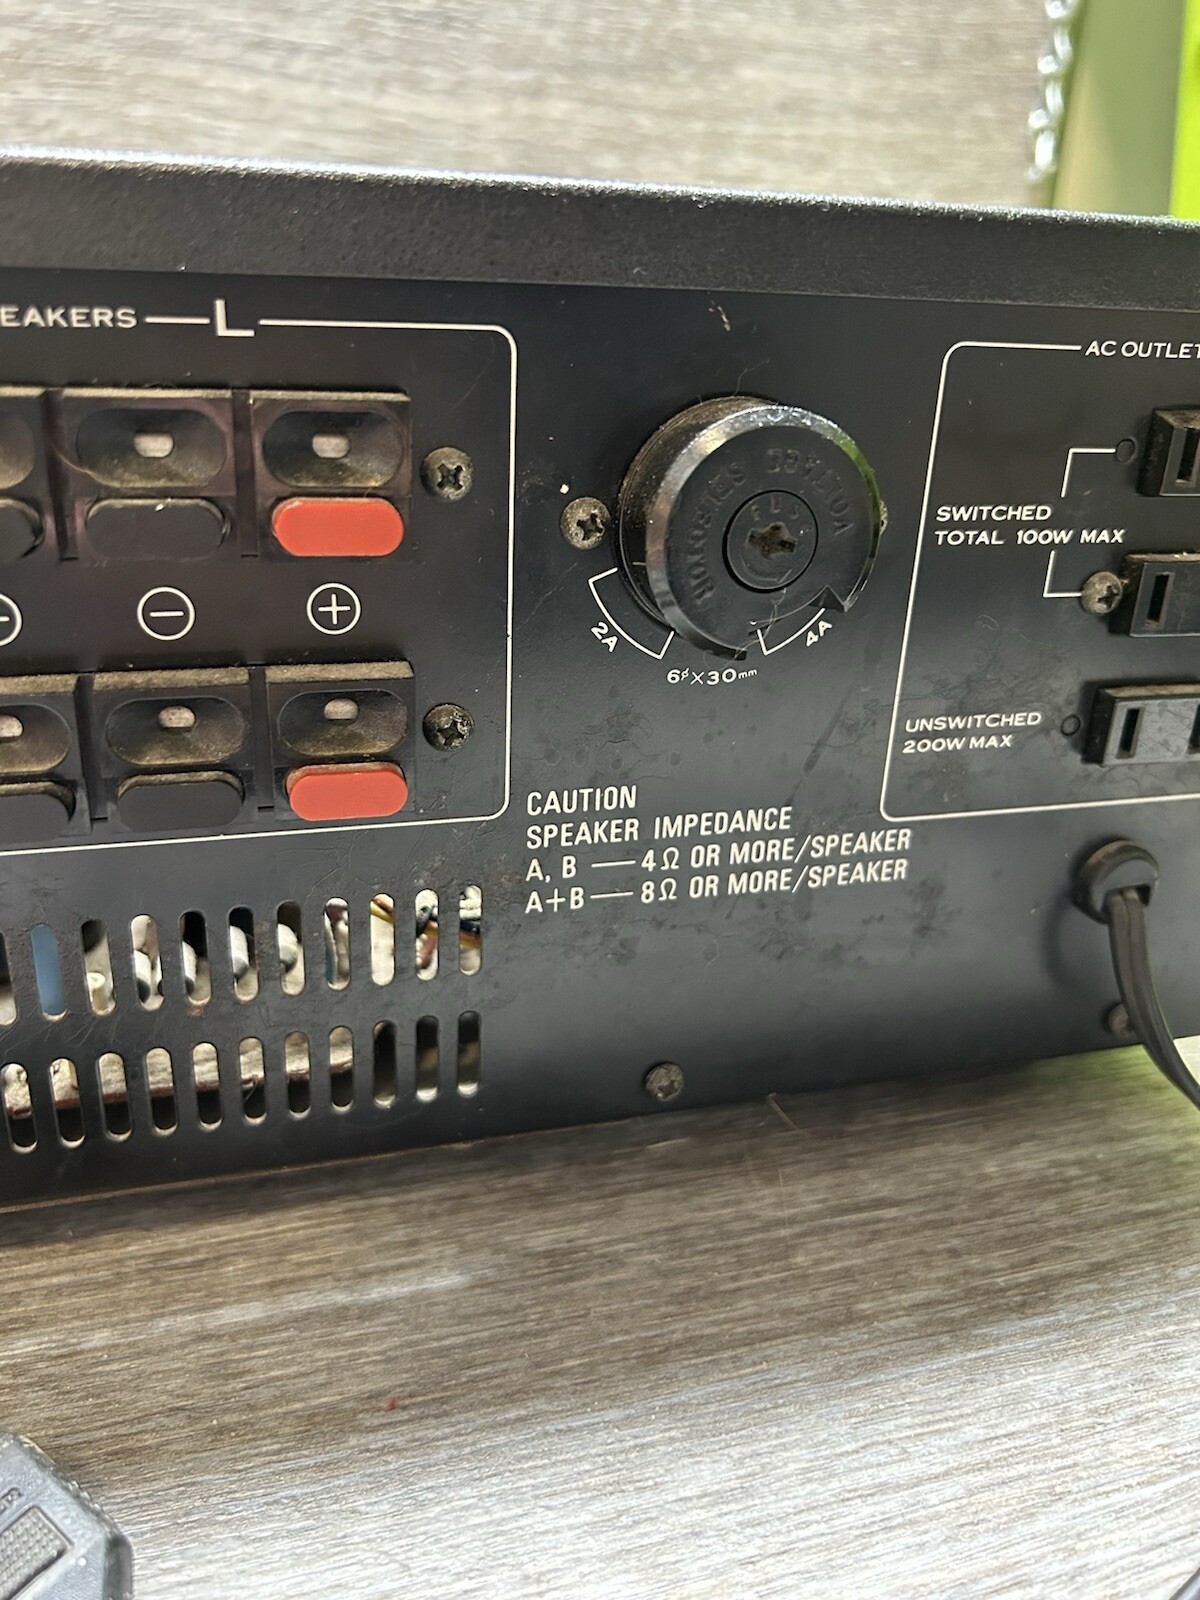 EAKERS L
AC OUTLET
VOLTAGE SELECTOR
FUSE
SWITCHED
TOTAL 100W MAX
2A
4A
6ᵠ×30mm
UNSWITCHED
200W MAX
CAUTION
SPEAKER IMPEDANCE
A, B — 4Ω OR MORE/SPEAKER
A+B — 8Ω OR MORE/SPEAKER